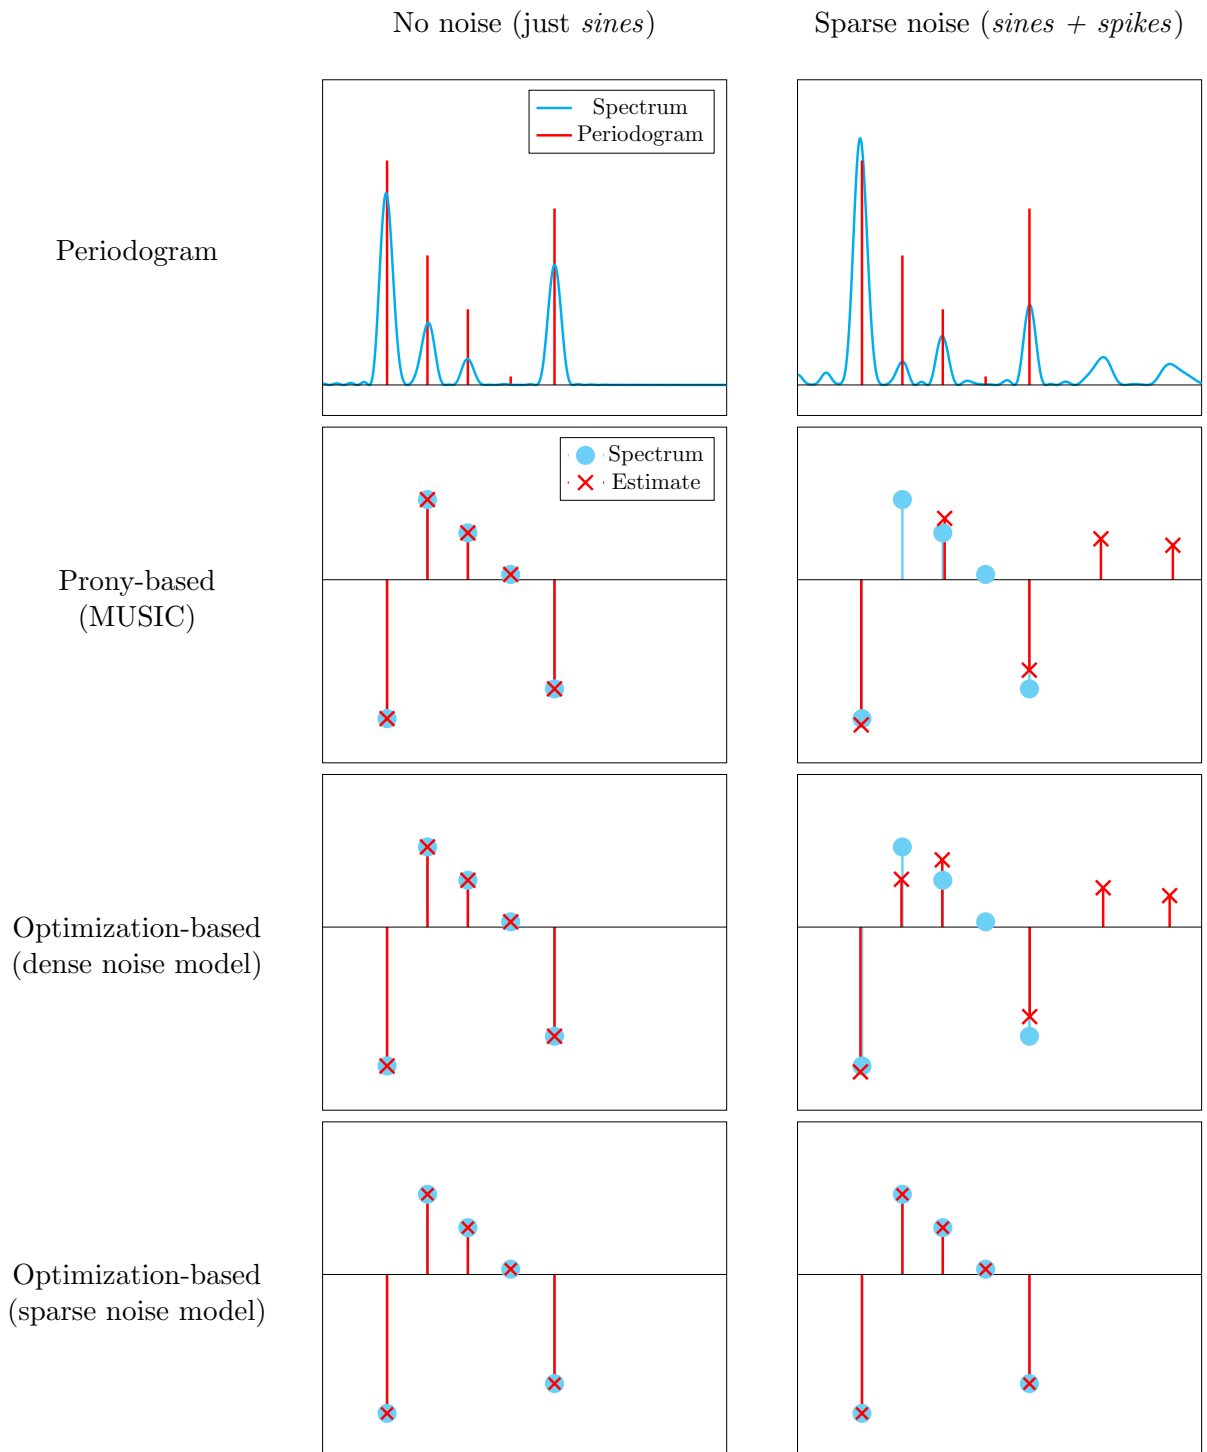 No noise (just sines)
Sparse noise (sines + spikes)
Periodogram
Spectrum
Periodogram
Prony-based
(MUSIC)
Spectrum
Estimate
Optimization-based
(dense noise model)
Optimization-based
(sparse noise model)